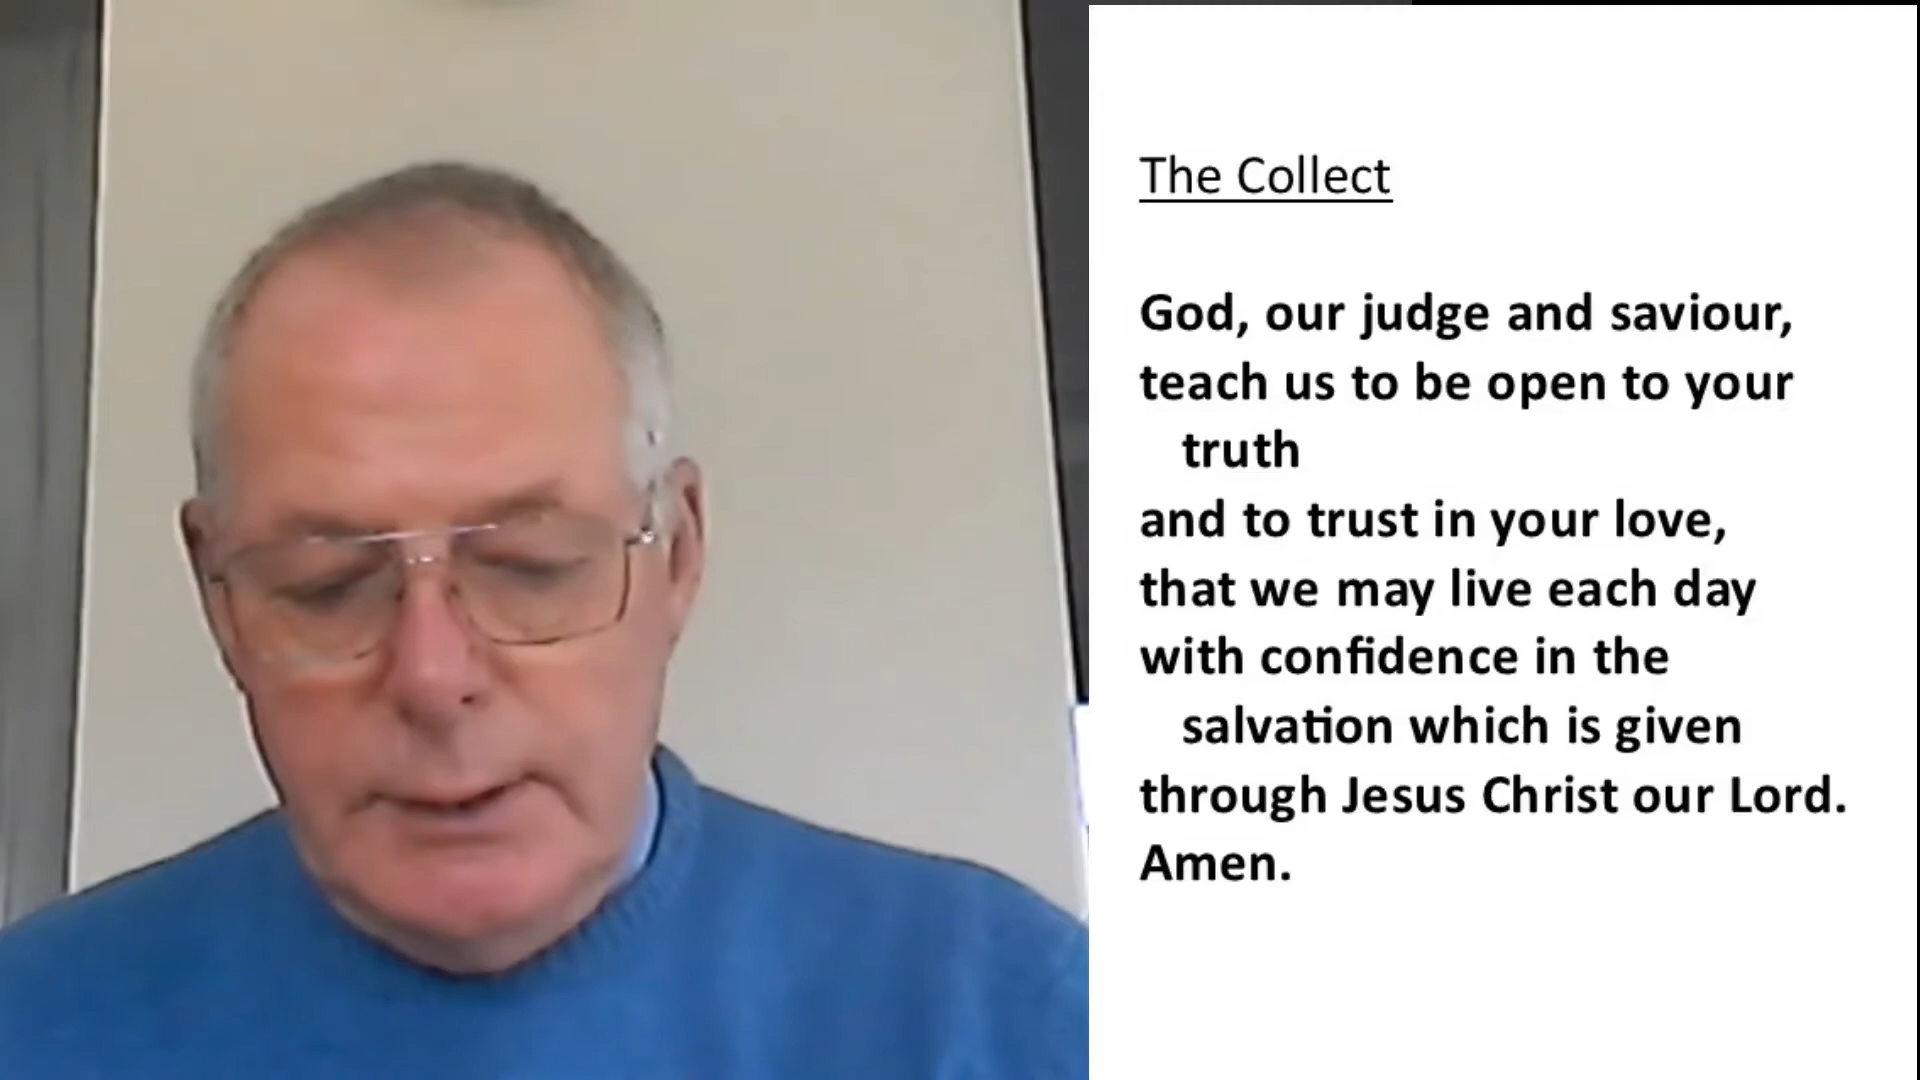 The Collect
God, our judge and saviour,
teach us to be open to your
truth
and to trust in your love,
that we may live each day
with confidence in the
salvation which is given
through Jesus Christ our Lord.
Amen.